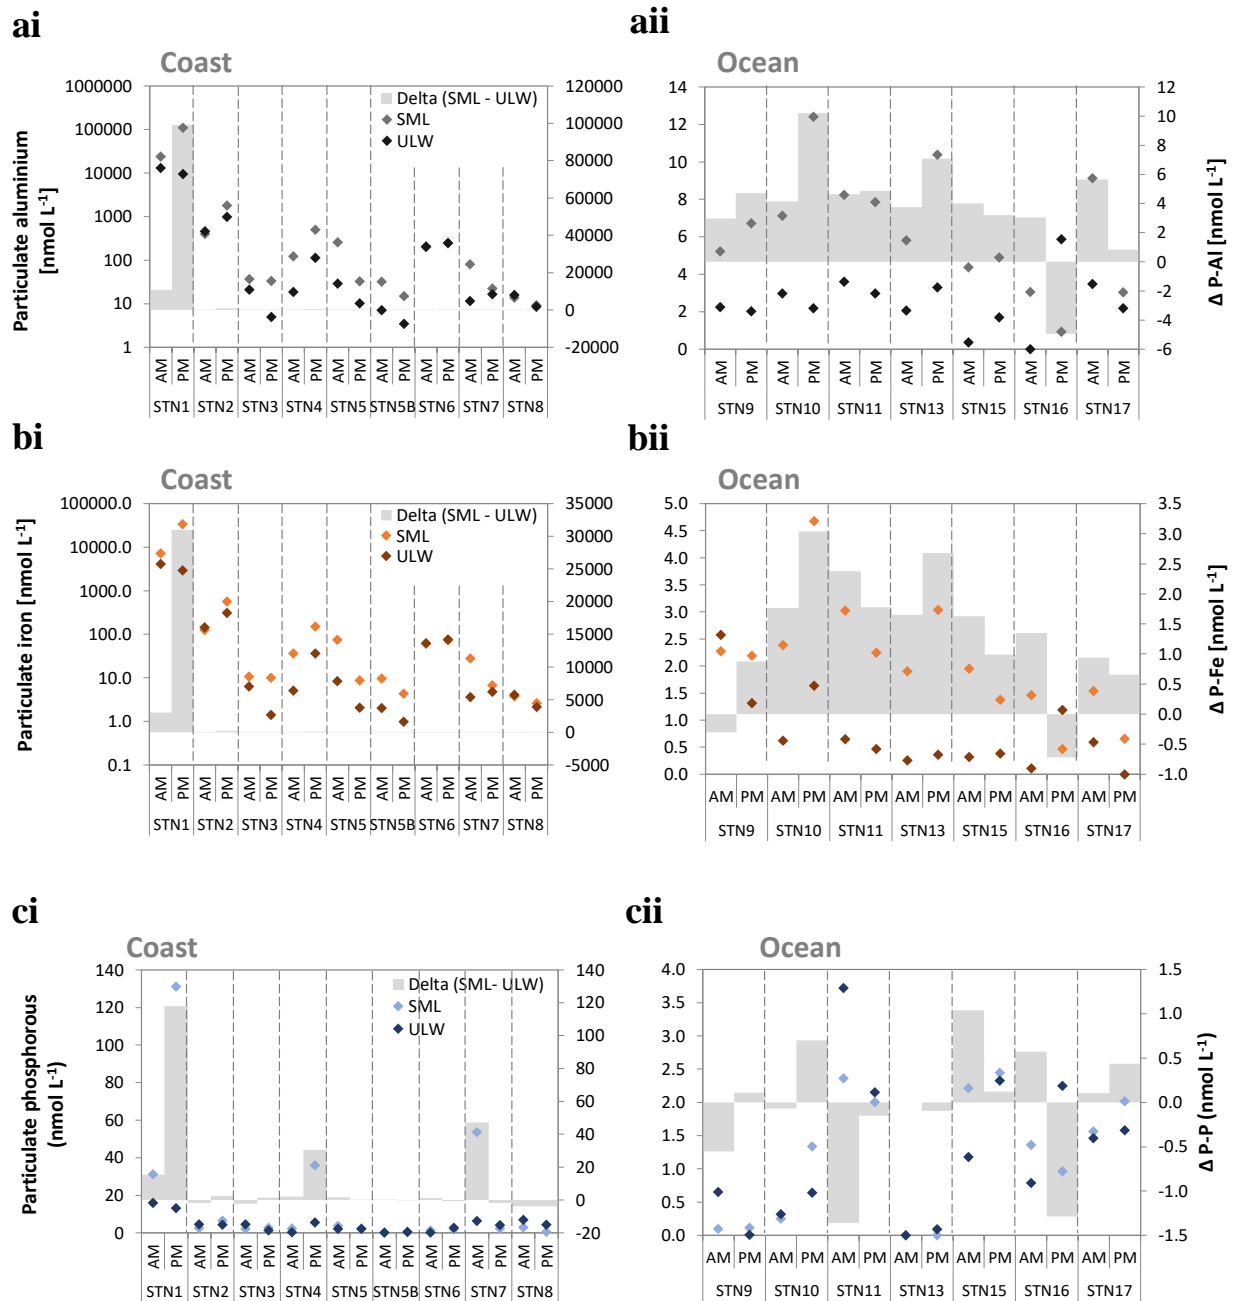 ai
Coast
Particulate aluminium
[nmol L-1]
1000000
100000
10000
1000
100
10
1
Delta (SML - ULW)
SML
ULW
120000
100000
80000
60000
40000
20000
0
-20000
AM PM AM PM AM PM AM PM AM PM AM PM AM PM AM PM AM PM
STN1 STN2 STN3 STN4 STN5 STN5B STN6 STN7 STN8
aii
Ocean
14
12
10
8
6
4
2
0
12
10
8
6
4
2
0
-2
-4
-6
Δ P-Al [nmol L-1]
AM PM AM PM AM PM AM PM AM PM AM PM AM PM
STN9 STN10 STN11 STN13 STN15 STN16 STN17
bi
Coast
Particulate iron [nmol L-1]
100000.0
10000.0
1000.0
100.0
10.0
1.0
0.1
Delta (SML - ULW)
SML
ULW
35000
30000
25000
20000
15000
10000
5000
0
-5000
AM PM AM PM AM PM AM PM AM PM AM PM AM PM AM PM AM PM
STN1 STN2 STN3 STN4 STN5 STN5B STN6 STN7 STN8
bii
Ocean
5.0
4.5
4.0
3.5
3.0
2.5
2.0
1.5
1.0
0.5
0.0
3.5
3.0
2.5
2.0
1.5
1.0
0.5
0.0
-0.5
-1.0
Δ P-Fe [nmol L-1]
AM PM AM PM AM PM AM PM AM PM AM PM AM PM
STN9 STN10 STN11 STN13 STN15 STN16 STN17
ci
Coast
Particulate phosphorous
(nmol L-1)
140
120
100
80
60
40
20
0
Delta (SML- ULW)
SML
ULW
140
120
100
80
60
40
20
0
-20
AM PM AM PM AM PM AM PM AM PM AM PM AM PM AM PM AM PM
STN1 STN2 STN3 STN4 STN5 STN5B STN6 STN7 STN8
cii
Ocean
4.0
3.5
3.0
2.5
2.0
1.5
1.0
0.5
0.0
1.5
1.0
0.5
0.0
-0.5
-1.0
-1.5
Δ P-P (nmol L-1)
AM PM AM PM AM PM AM PM AM PM AM PM AM PM
STN9 STN10 STN11 STN13 STN15 STN16 STN17